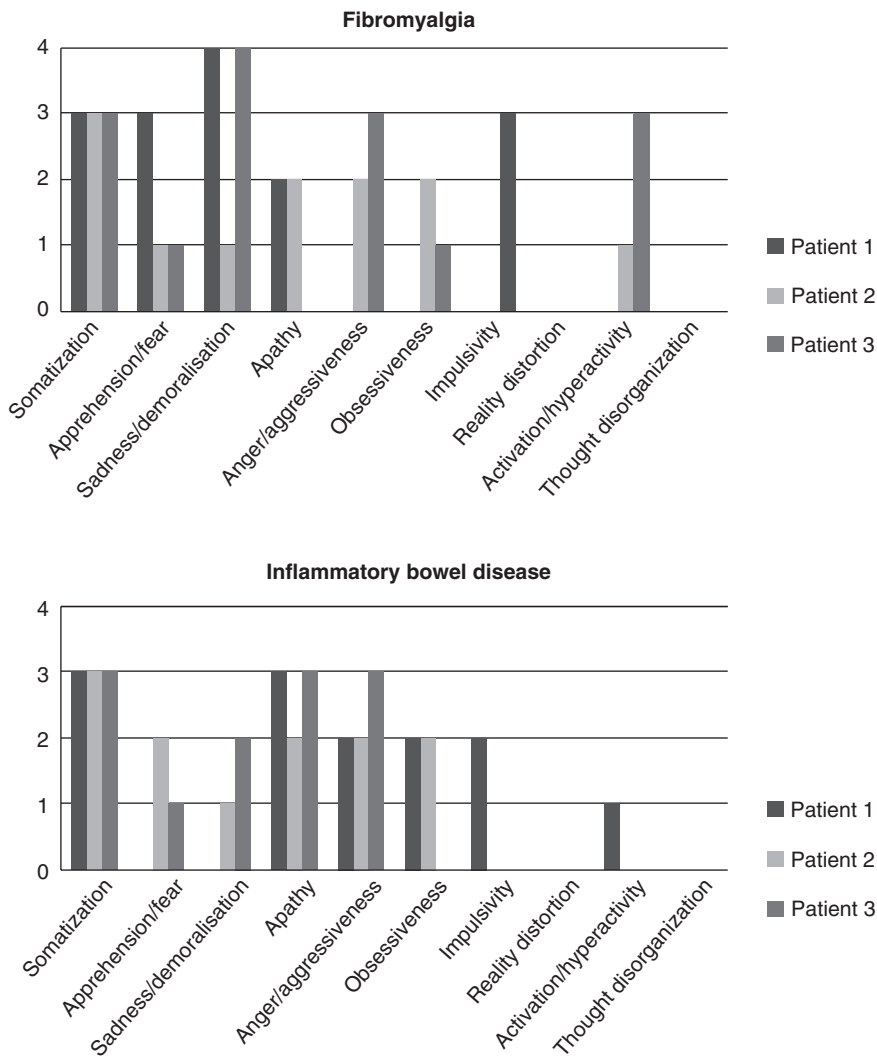 Fibromyalgia
4
3
2
1
0
Somatization
Apprehension/fear
Sadness/demoralisation
Apathy
Anger/aggressiveness
Obsessiveness
Impulsivity
Reality distortion
Activation/hyperactivity
Thought disorganization
Patient 1
Patient 2
Patient 3
Inflammatory bowel disease
4
3
2
1
0
Somatization
Apprehension/fear
Sadness/demoralisation
Apathy
Anger/aggressiveness
Obsessiveness
Impulsivity
Reality distortion
Activation/hyperactivity
Thought disorganization
Patient 1
Patient 2
Patient 3